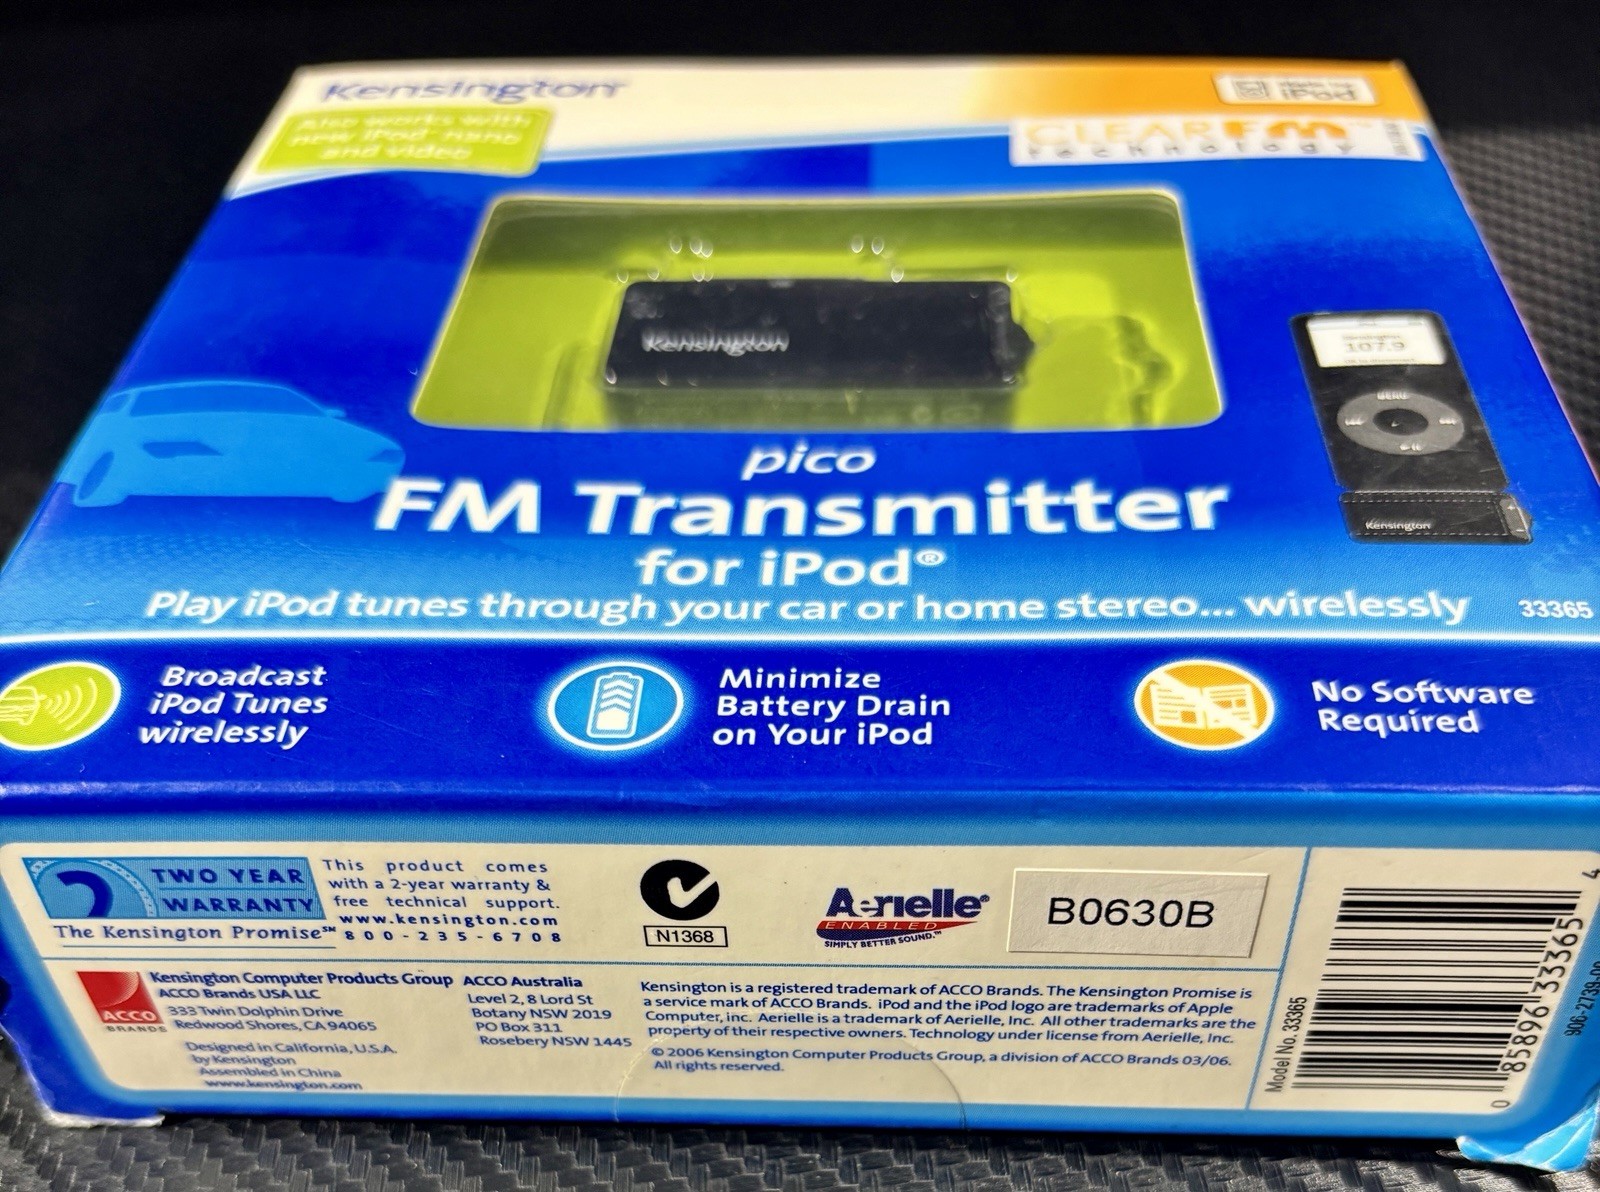 Kensington
Also works with
new iPod nano
and video
iPod
CLEARFM
technology
Kensington
107.9
MENU
Kensington
pico
FM Transmitter
for iPod®
Play iPod tunes through your car or home stereo... wirelessly
33365
Broadcast
iPod Tunes
wirelessly
Minimize
Battery Drain
on Your iPod
No Software
Required
TWO YEAR
WARRANTY
The Kensington Promise℠
This product comes
with a 2-year warranty &
free technical support.
www.kensington.com
800-235-6708
N1368
Aerielle®
ENABLED
SIMPLY BETTER SOUND.™
B0630B
ACCO
BRANDS
Kensington Computer Products Group
ACCO Brands USA LLC
333 Twin Dolphin Drive
Redwood Shores, CA 94065
Designed in California, U.S.A.
by Kensington
Assembled in China
www.kensington.com
ACCO Australia
Level 2, 8 Lord St
Botany NSW 2019
PO Box 311
Rosebery NSW 1445
Kensington is a registered trademark of ACCO Brands. The Kensington Promise is
a service mark of ACCO Brands. iPod and the iPod logo are trademarks of Apple
Computer, inc. Aerielle is a trademark of Aerielle, Inc. All other trademarks are the
property of their respective owners. Technology under license from Aerielle, Inc.
© 2006 Kensington Computer Products Group, a division of ACCO Brands 03/06.
All rights reserved.
Model No. 33365
0 85896 33365 4